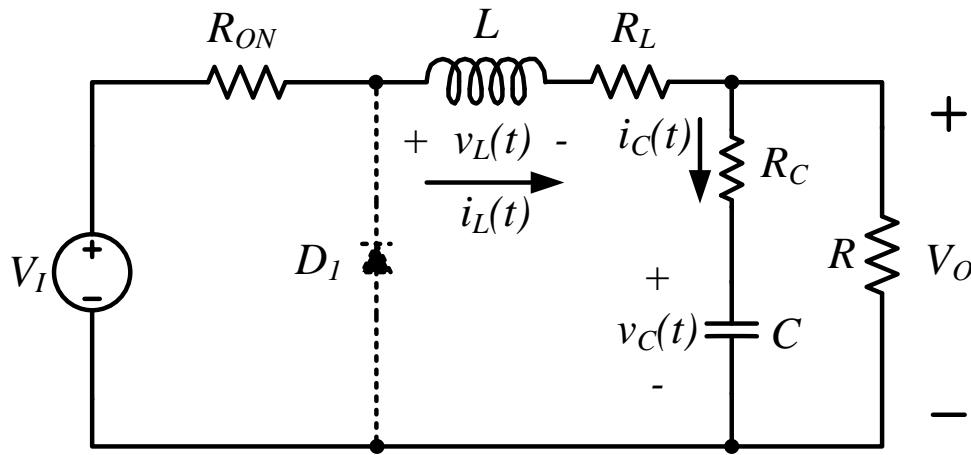 R_ON L R_L
+ v_L(t) -
i_L(t)
i_C(t)
R_C
+
V_I
+
-
D_1
R
V_O
+
v_C(t)
-
C
−